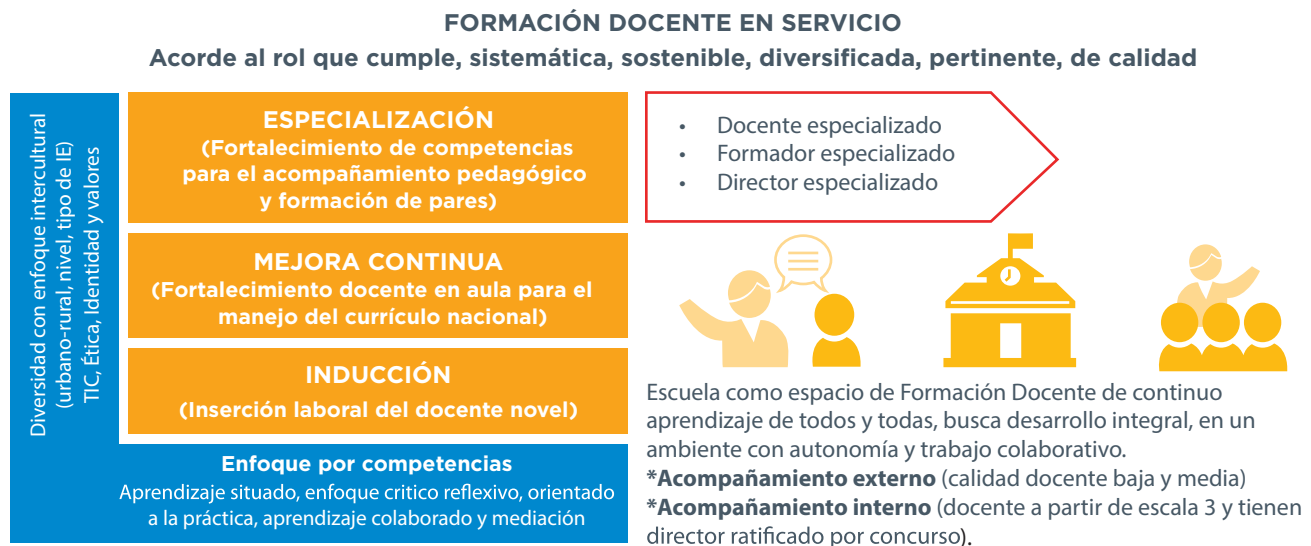 FORMACIÓN DOCENTE EN SERVICIO
Acorde al rol que cumple, sistemática, sostenible, diversificada, pertinente, de calidad
Diversidad con enfoque intercultural
(urbano-rural, nivel, tipo de IE)
TIC, Ética, Identidad y valores
ESPECIALIZACIÓN
(Fortalecimiento de competencias
para el acompañamiento pedagógico
y formación de pares)
• Docente especializado
• Formador especializado
• Director especializado
MEJORA CONTINUA
(Fortalecimiento docente en aula para el
manejo del currículo nacional)
INDUCCIÓN
(Inserción laboral del docente novel)
Enfoque por competencias
Aprendizaje situado, enfoque critico reflexivo, orientado
a la práctica, aprendizaje colaborado y mediación
Escuela como espacio de Formación Docente de continuo
aprendizaje de todos y todas, busca desarrollo integral, en un
ambiente con autonomía y trabajo colaborativo.
*Acompañamiento externo (calidad docente baja y media)
*Acompañamiento interno (docente a partir de escala 3 y tienen
director ratificado por concurso).